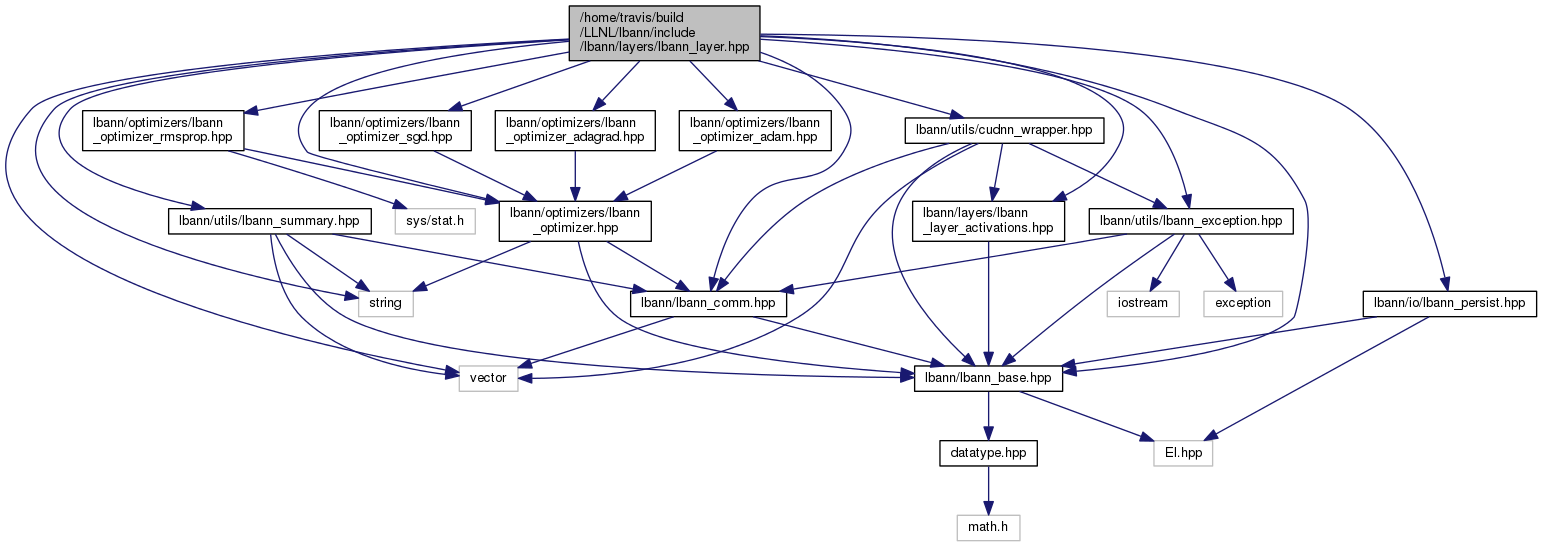 /home/travis/build
/LLNL/lbann/include
/lbann/layers/lbann_layer.hpp
lbann/optimizers/lbann
_optimizer_rmsprop.hpp
lbann/optimizers/lbann
_optimizer_sgd.hpp
lbann/optimizers/lbann
_optimizer_adagrad.hpp
lbann/optimizers/lbann
_optimizer_adam.hpp
lbann/utils/cudnn_wrapper.hpp
lbann/utils/lbann_summary.hpp
sys/stat.h
lbann/optimizers/lbann
_optimizer.hpp
lbann/layers/lbann
_layer_activations.hpp
lbann/utils/lbann_exception.hpp
string
lbann/lbann_comm.hpp
iostream
exception
lbann/io/lbann_persist.hpp
vector
lbann/lbann_base.hpp
datatype.hpp
El.hpp
math.h